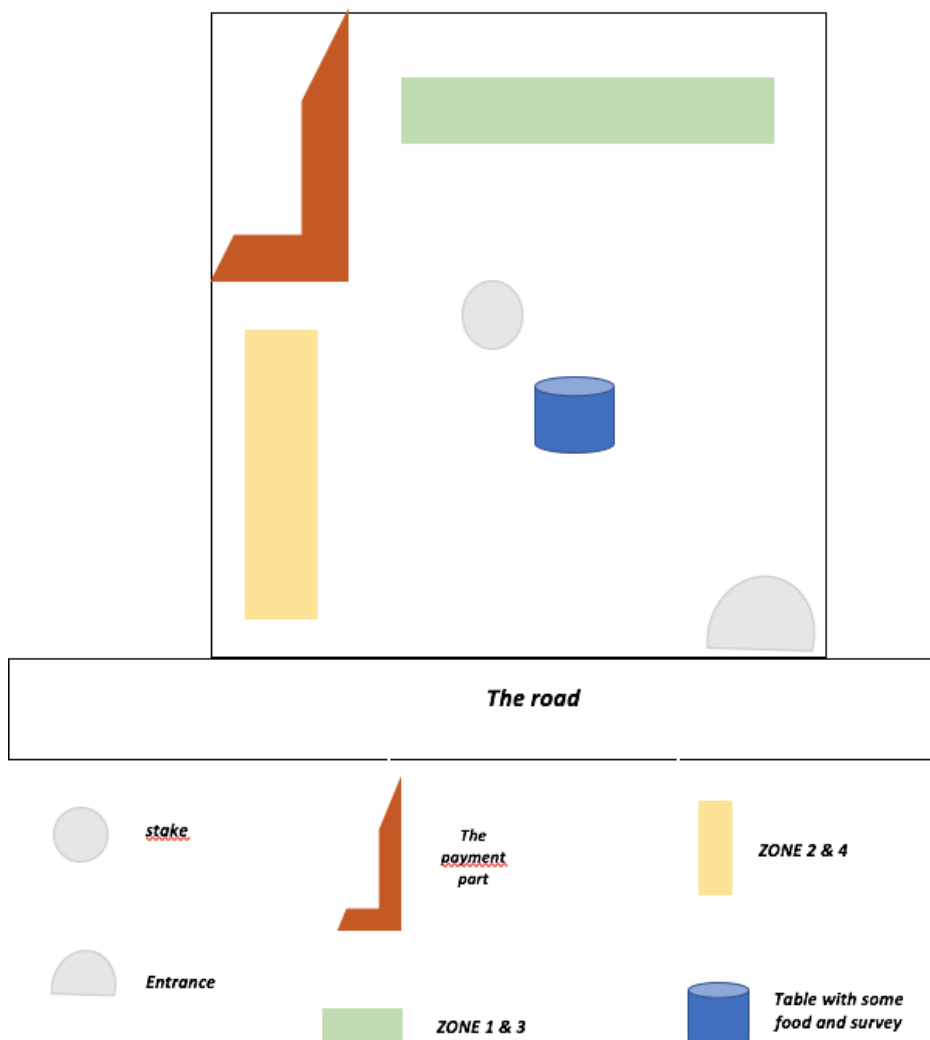 The road
stake
The
payment
part
ZONE 2 & 4
Entrance
ZONE 1 & 3
Table with some
food and survey